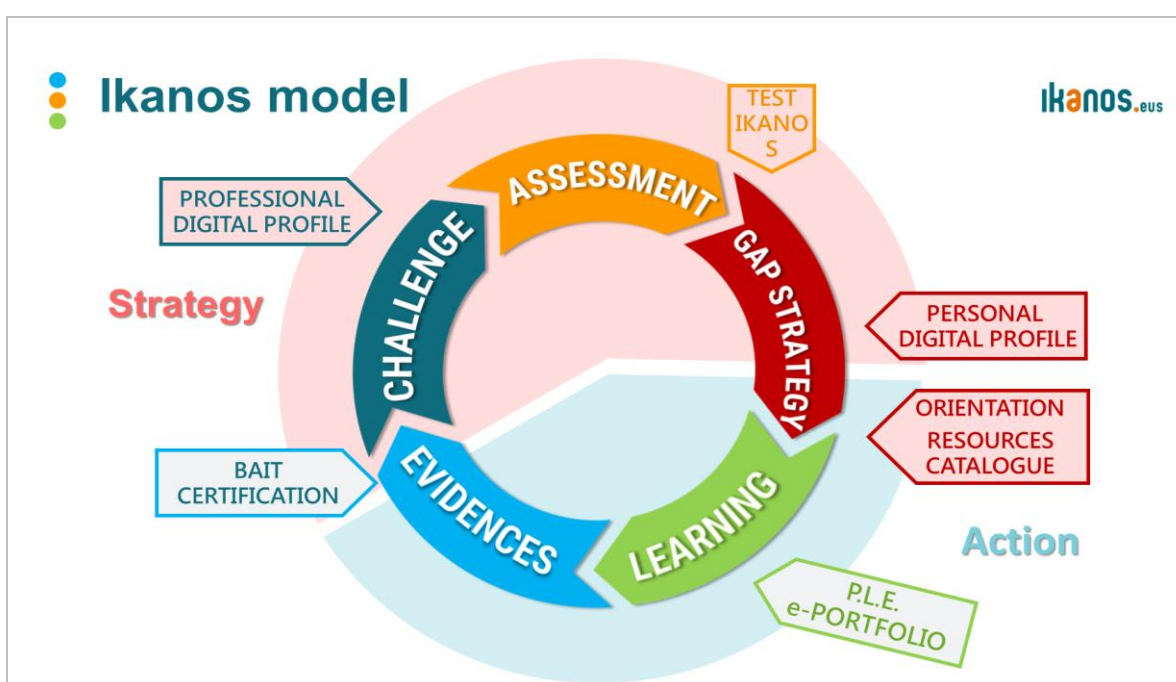 Ikanos model
ikanos.eus
TEST
IKANO
S
ASSESSMENT
PROFESSIONAL
DIGITAL PROFILE
CHALLENGE
GAP STRATEGY
Strategy
PERSONAL
DIGITAL PROFILE
ORIENTATION
RESOURCES
CATALOGUE
BAIT
CERTIFICATION
EVIDENCES
LEARNING
Action
P.L.E.
e-PORTFOLIO